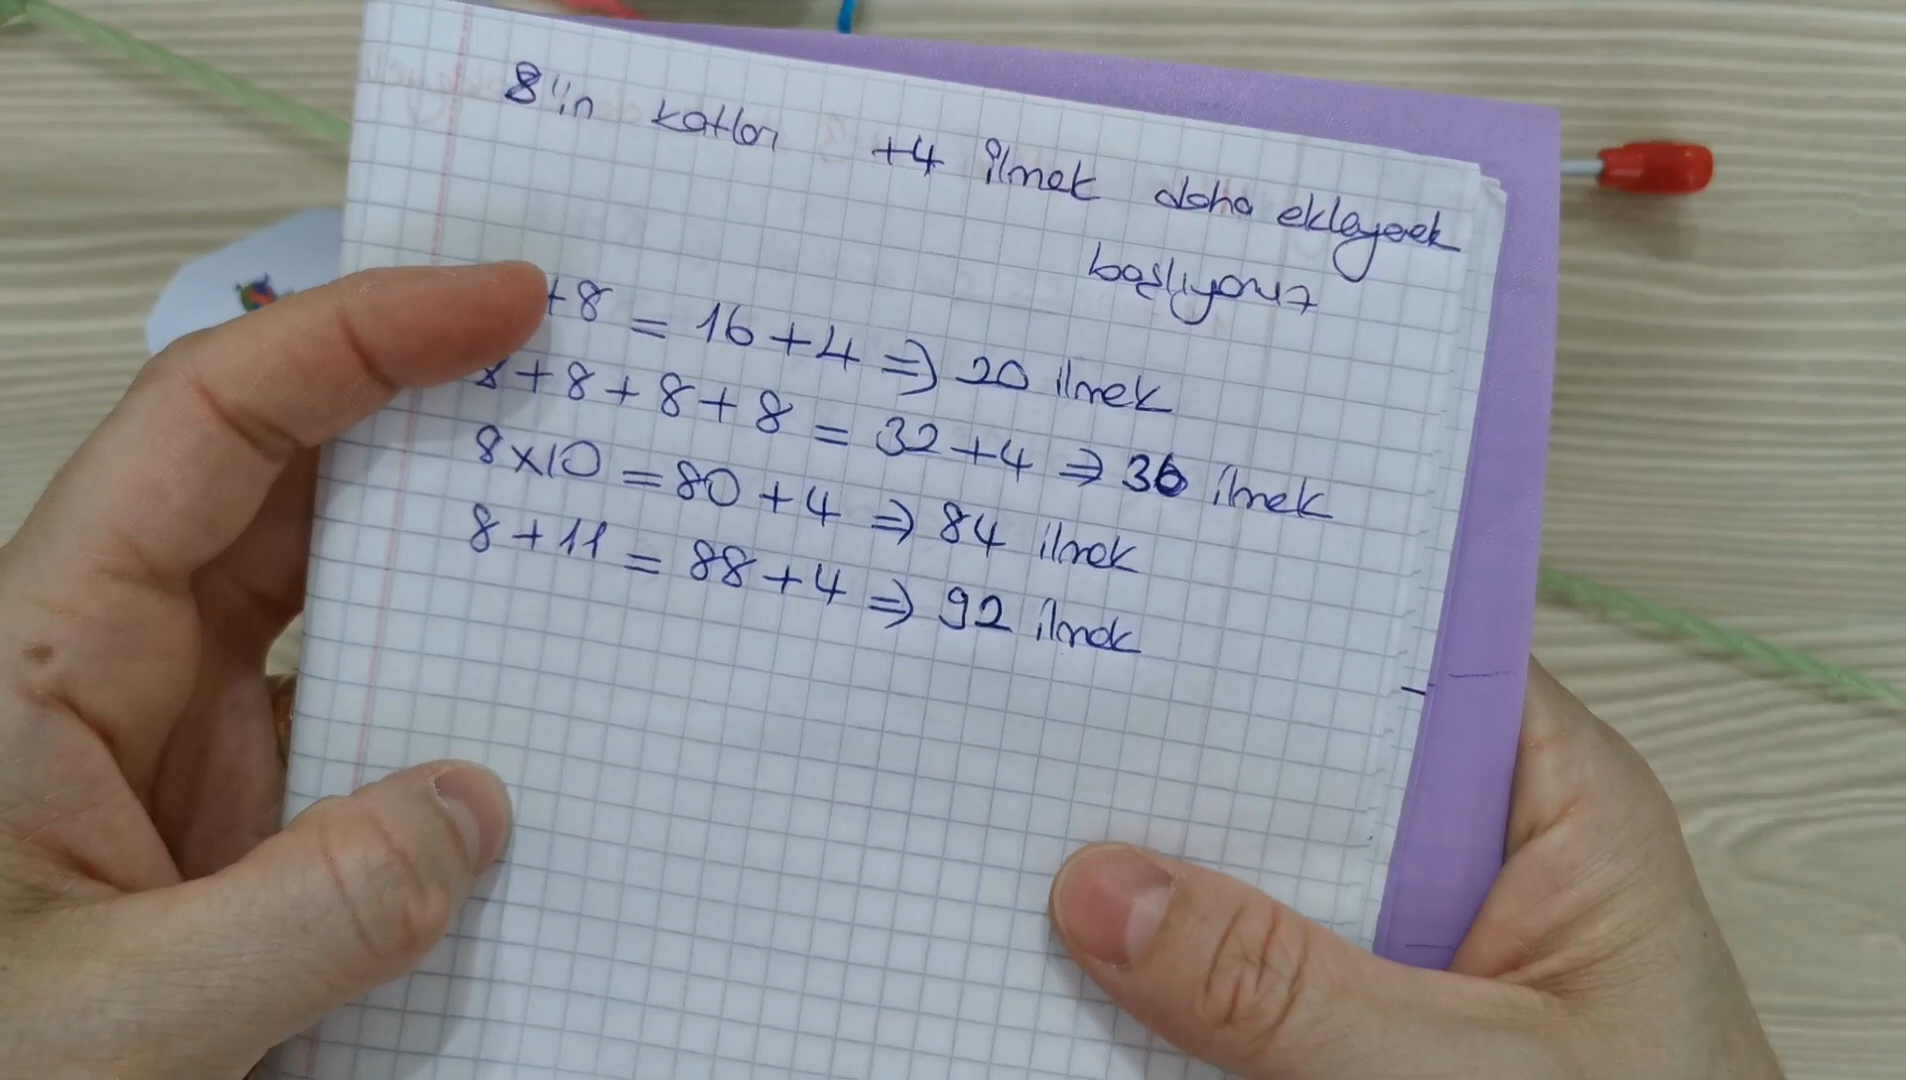 8'in katları +4 ilmek daha ekleyerek
başlıyoruz
+8 = 16+4 ⇒ 20 ilmek
8+8+8+8 = 32+4 ⇒ 36 ilmek
8x10 = 80+4 ⇒ 84 ilmek
8+11 = 88+4 ⇒ 92 ilmek